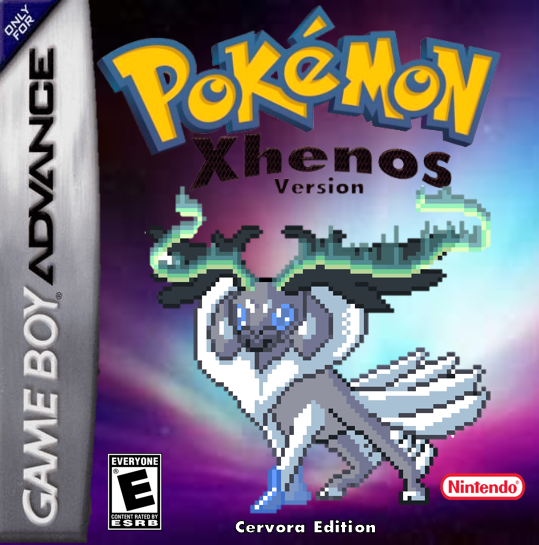 ONLY
FOR
GAME BOY ADVANCE
®
POKéMON
Xhenos
Version
EVERYONE
E
®
CONTENT RATED BY
ESRB
Nintendo®
Cervora Edition